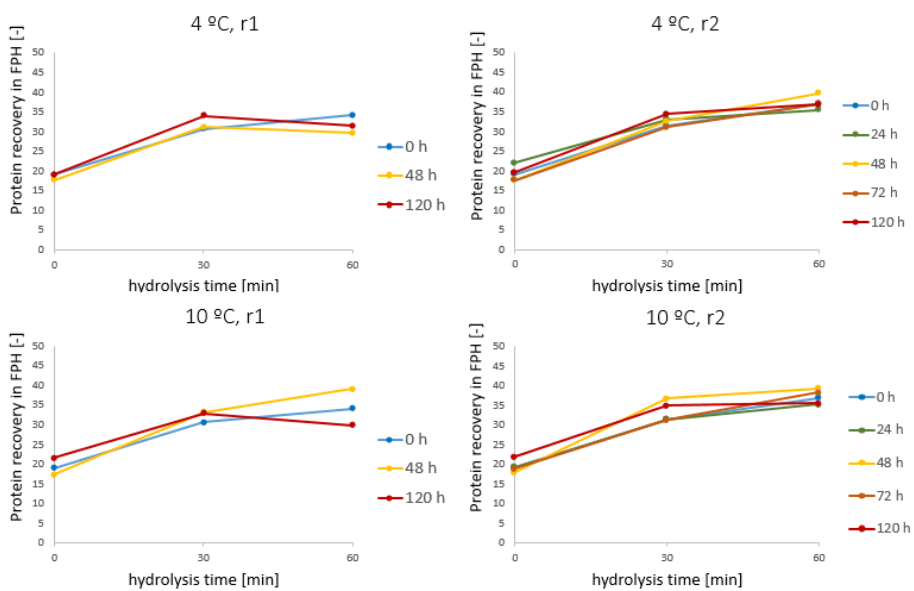 4 ºC, r1
Protein recovery in FPH [-]
50
45
40
35
30
25
20
15
10
5
0
0
30
60
hydrolysis time [min]
0 h
48 h
120 h
4 ºC, r2
Protein recovery in FPH [-]
50
45
40
35
30
25
20
15
10
5
0
0
30
60
hydrolysis time [min]
0 h
24 h
48 h
72 h
120 h
10 ºC, r1
Protein recovery in FPH [-]
50
45
40
35
30
25
20
15
10
5
0
0
30
60
hydrolysis time [min]
0 h
48 h
120 h
10 ºC, r2
Protein recovery in FPH [-]
50
45
40
35
30
25
20
15
10
5
0
0
30
60
hydrolysis time [min]
0 h
24 h
48 h
72 h
120 h